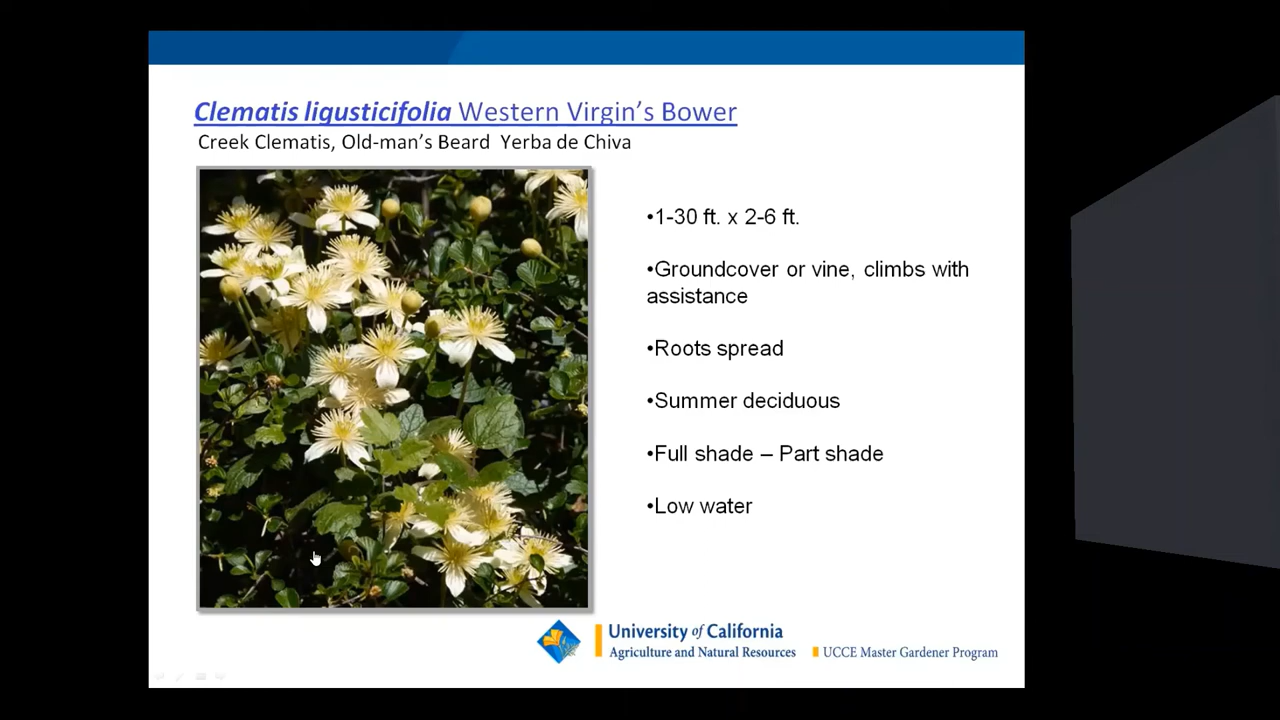 Clematis ligusticifolia Western Virgin’s Bower
Creek Clematis, Old-man’s Beard Yerba de Chiva
•1-30 ft. x 2-6 ft.
•Groundcover or vine, climbs with
assistance
•Roots spread
•Summer deciduous
•Full shade – Part shade
•Low water
University of California
Agriculture and Natural Resources
UCCE Master Gardener Program